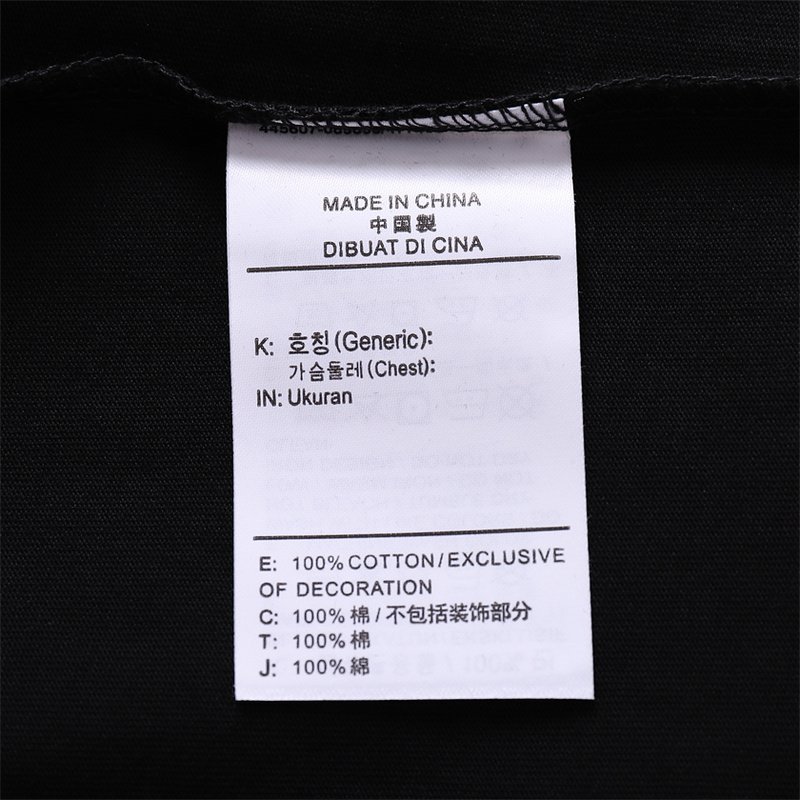 MADE IN CHINA
中国製
DIBUAT DI CINA
K: 호칭(Generic):
가슴둘레(Chest):
IN: Ukuran
E: 100% COTTON/EXCLUSIVE
OF DECORATION
C: 100% 棉/不包括装饰部分
T: 100% 棉
J: 100% 綿